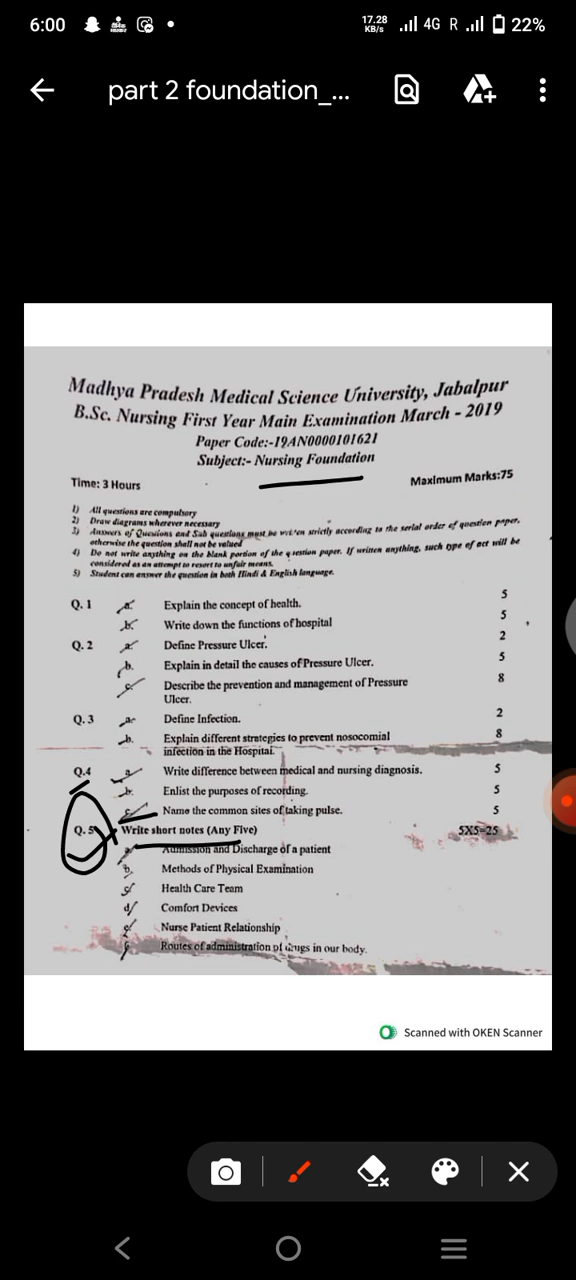 6:00 17.28 KB/s 4G R 22%
part 2 foundation_...
Madhya Pradesh Medical Science University, Jabalpur
B.Sc. Nursing First Year Main Examination March - 2019
Paper Code:-19AN0000101621
Subject:- Nursing Foundation
Time: 3 Hours Maximum Marks:75
1) All questions are compulsory
2) Draw diagrams wherever necessary
3) Answers of Questions and Sub questions must be written strictly according to the serial order of question paper,
otherwise the question shall not be valued
4) Do not write anything on the blank portion of the question paper. If written anything, such type of act will be
considered as an attempt to resort to unfair means.
5) Student can answer the question in both Hindi & English language.
Q. 1 a. Explain the concept of health. 5
b. Write down the functions of hospital 5
Q. 2 a. Define Pressure Ulcer. 2
b. Explain in detail the causes of Pressure Ulcer. 5
c. Describe the prevention and management of Pressure 8
Ulcer.
Q. 3 a. Define Infection. 2
b. Explain different strategies to prevent nosocomial 8
infection in the Hospital.
Q.4 a. Write difference between medical and nursing diagnosis. 5
b. Enlist the purposes of recording. 5
c. Name the common sites of taking pulse. 5
Q. 5 Write short notes (Any Five) 5X5=25
a. Admission and Discharge of a patient
b. Methods of Physical Examination
c/ Health Care Team
d/ Comfort Devices
e/ Nurse Patient Relationship
f. Routes of administration of drugs in our body.
Scanned with OKEN Scanner